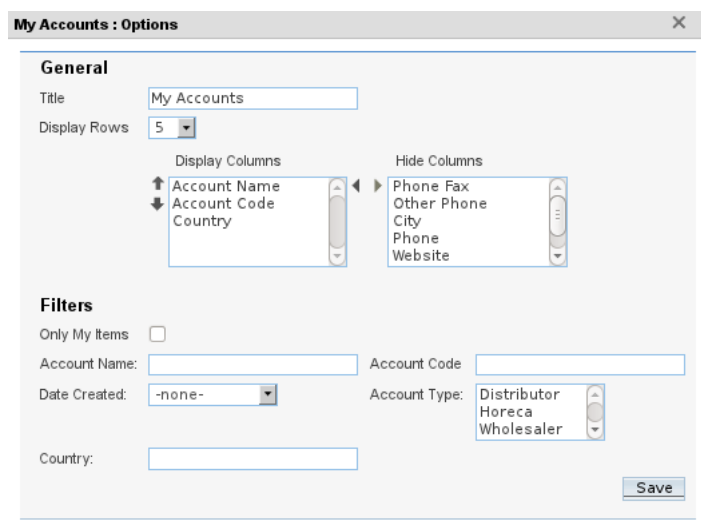 My Accounts : Options
General
Title My Accounts
Display Rows 5
Display Columns Hide Columns
Account Name Phone Fax
Account Code Other Phone
Country City
Phone
Website
Filters
Only My Items
Account Name: Account Code
Date Created: -none- Account Type: Distributor
Horeca
Wholesaler
Country:
Save